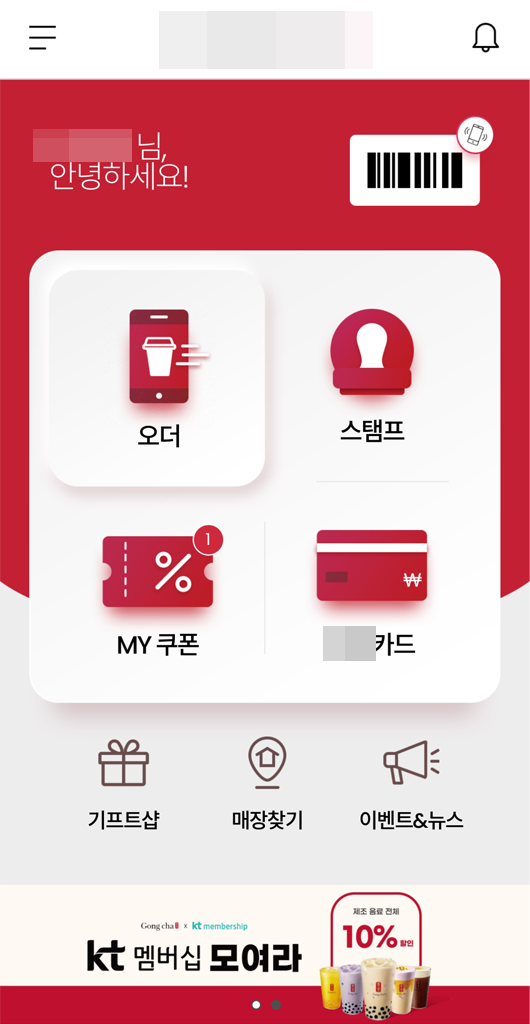 님,
안녕하세요!
오더
스탬프
1
MY 쿠폰
₩
카드
기프트샵
매장찾기
이벤트&뉴스
Gong cha x kt membership
kt 멤버십 모여라
제조 음료 전체
10% 할인